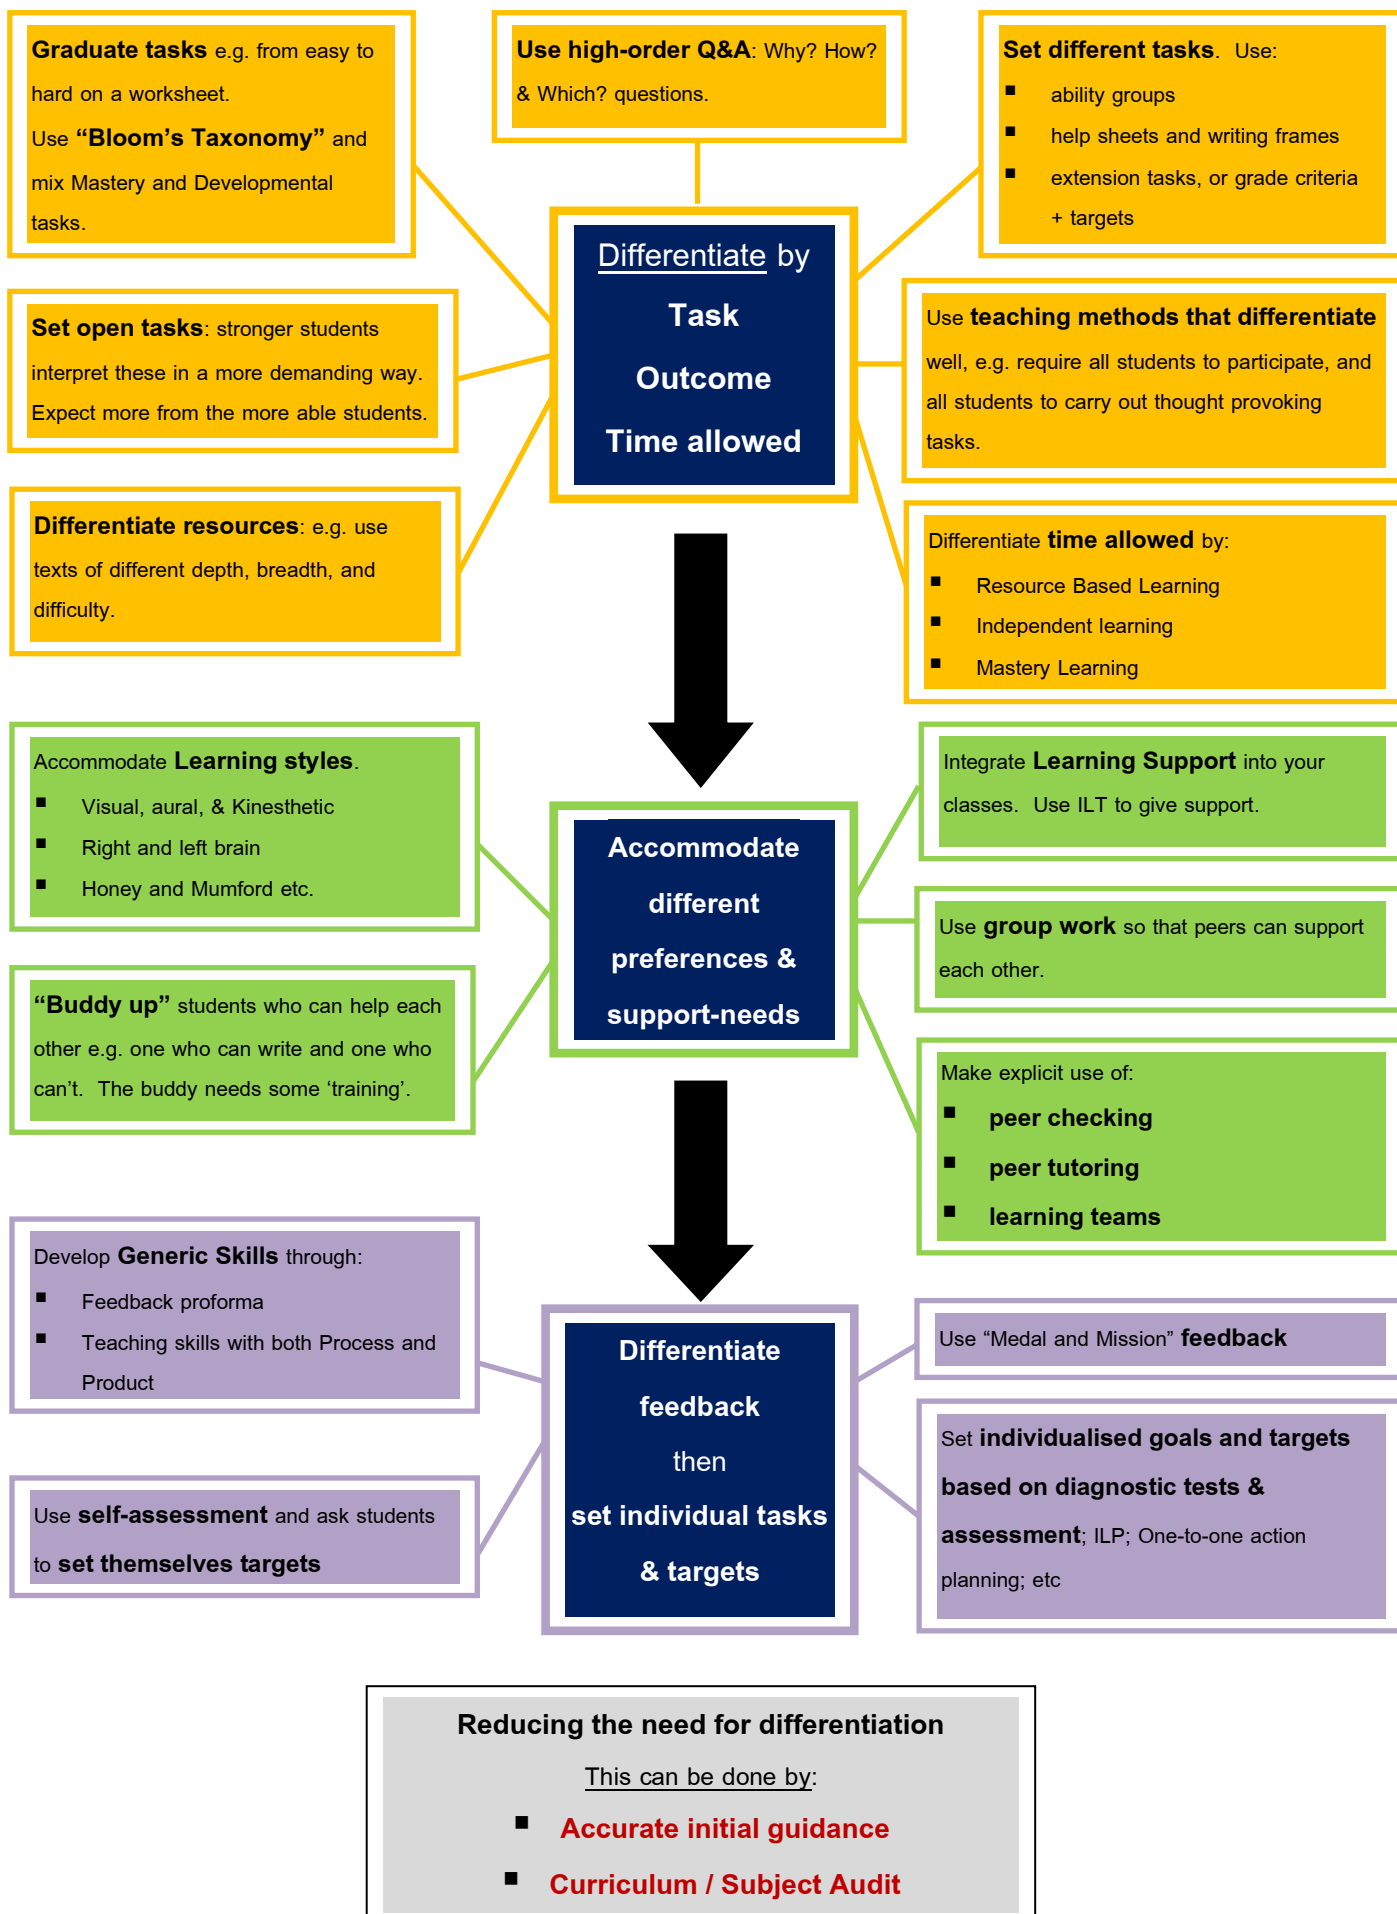 Graduate tasks e.g. from easy to
hard on a worksheet.
Use “Bloom’s Taxonomy” and
mix Mastery and Developmental
tasks.
Use high-order Q&A: Why? How?
& Which? questions.
Set different tasks. Use:
▪ ability groups
▪ help sheets and writing frames
▪ extension tasks, or grade criteria
+ targets
Differentiate by
Task
Outcome
Time allowed
Set open tasks: stronger students
interpret these in a more demanding way.
Expect more from the more able students.
Use teaching methods that differentiate
well, e.g. require all students to participate, and
all students to carry out thought provoking
tasks.
Differentiate resources: e.g. use
texts of different depth, breadth, and
difficulty.
Differentiate time allowed by:
▪ Resource Based Learning
▪ Independent learning
▪ Mastery Learning
Accommodate Learning styles.
▪ Visual, aural, & Kinesthetic
▪ Right and left brain
▪ Honey and Mumford etc.
Accommodate
different
preferences &
support-needs
Integrate Learning Support into your
classes. Use ILT to give support.
Use group work so that peers can support
each other.
“Buddy up” students who can help each
other e.g. one who can write and one who
can’t. The buddy needs some ‘training’.
Make explicit use of:
▪ peer checking
▪ peer tutoring
▪ learning teams
Develop Generic Skills through:
▪ Feedback proforma
▪ Teaching skills with both Process and
Product
Differentiate
feedback
then
set individual tasks
& targets
Use “Medal and Mission” feedback
Use self-assessment and ask students
to set themselves targets
Set individualised goals and targets
based on diagnostic tests &
assessment; ILP; One-to-one action
planning; etc
Reducing the need for differentiation
This can be done by:
▪ Accurate initial guidance
▪ Curriculum / Subject Audit